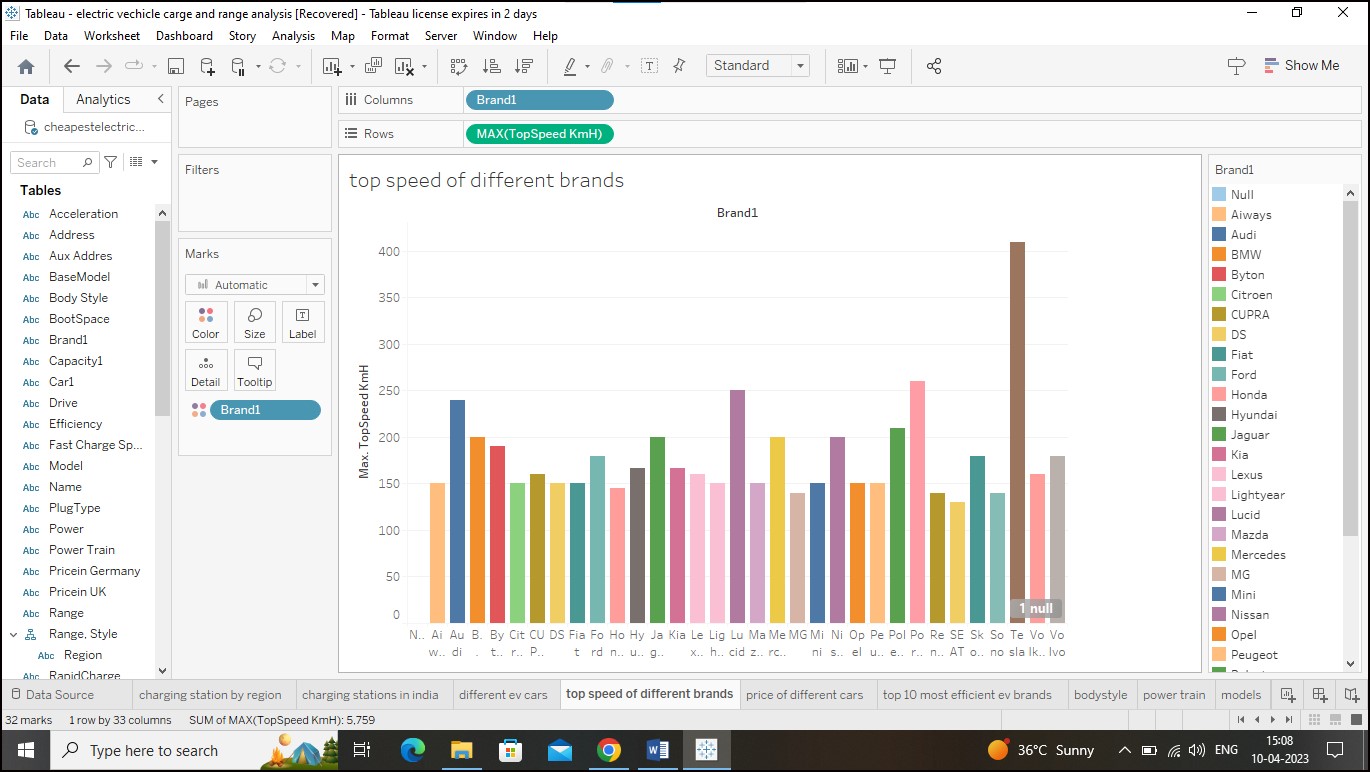 Tableau - electric vechicle carge and range analysis [Recovered] - Tableau license expires in 2 days
File Data Worksheet Dashboard Story Analysis Map Format Server Window Help
Standard
Show Me
Data Analytics
cheapestelectric...
Search
Tables
Abc Acceleration
Abc Address
Abc Aux Addres
Abc BaseModel
Abc Body Style
Abc BootSpace
Abc Brand1
Abc Capacity1
Abc Car1
Abc Drive
Abc Efficiency
Abc Fast Charge Sp...
Abc Model
Abc Name
Abc PlugType
Abc Power
Abc Power Train
Abc Pricein Germany
Abc Pricein UK
Abc Range
Range, Style
Abc Region
Abc RapidCharge
Pages
Filters
Marks
Automatic
Color Size Label
Detail Tooltip
Brand1
Columns Brand1
Rows MAX(TopSpeed KmH)
top speed of different brands
Brand1
Max. TopSpeed KmH
400
350
300
250
200
150
100
50
0
1 null
N.. Ai Au B. By Cit CU DS Fia Fo Ho Hy Ja Kia Le Lig Lu Ma Me MG Mi Ni Op Pe Pol Po Re SE Sk So Te Vo Vo
w.. di . t.. r.. P.. t rd n.. u.. g.. x.. h.. cid z.. rc.. ni s.. el u.. e.. r.. n.. AT o.. no sla lk.. lvo
Brand1
Null
Aiways
Audi
BMW
Byton
Citroen
CUPRA
DS
Fiat
Ford
Honda
Hyundai
Jaguar
Kia
Lexus
Lightyear
Lucid
Mazda
Mercedes
MG
Mini
Nissan
Opel
Peugeot
Data Source charging station by region charging stations in india different ev cars top speed of different brands price of different cars top 10 most efficient ev brands bodystyle power train models
32 marks 1 row by 33 columns SUM of MAX(TopSpeed KmH): 5,759
Type here to search
36°C Sunny
ENG
15:08
10-04-2023